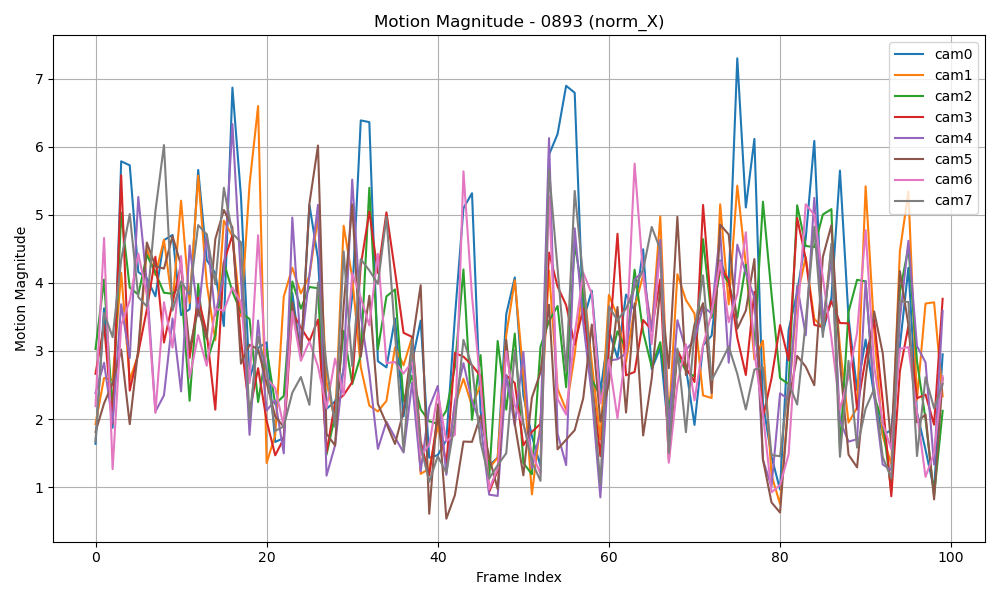 Motion Magnitude - 0893 (norm_X)
Motion Magnitude
7
6
5
4
3
2
1
0
20
40
60
80
100
Frame Index
cam0
cam1
cam2
cam3
cam4
cam5
cam6
cam7